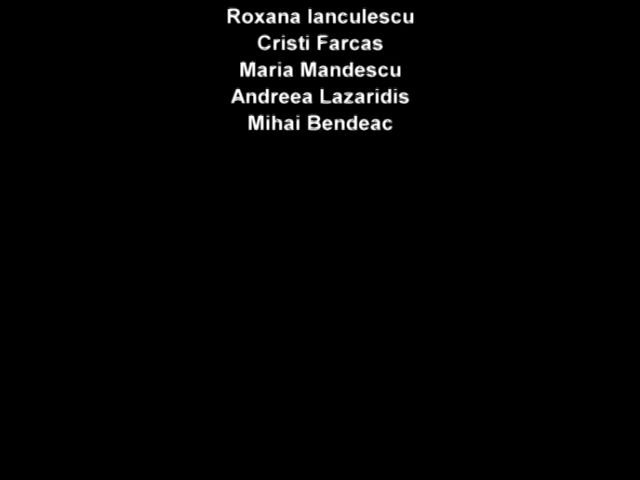 Roxana Ianculescu
Cristi Farcas
Maria Mandescu
Andreea Lazaridis
Mihai Bendeac